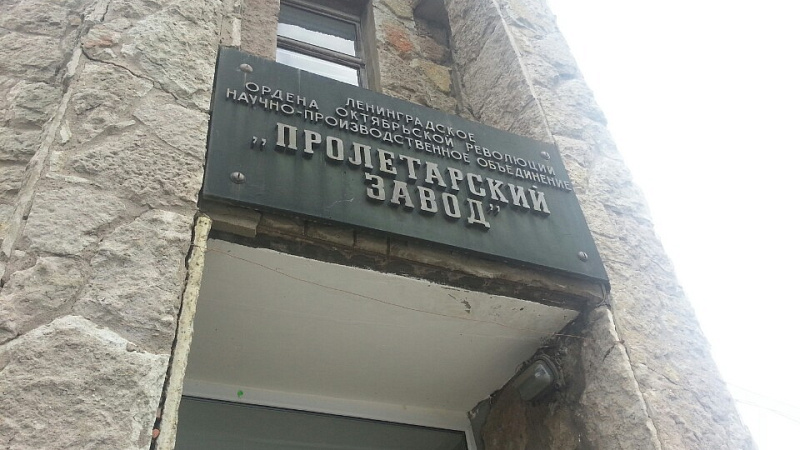 ЛЕНИНГРАДСКОЕ
ОРДЕНА ОКТЯБРЬСКОЙ РЕВОЛЮЦИИ
НАУЧНО-ПРОИЗВОДСТВЕННОЕ ОБЪЕДИНЕНИЕ
„ПРОЛЕТАРСКИЙ
ЗАВОД”